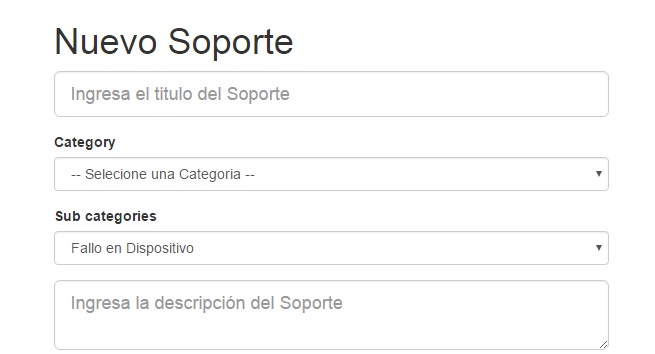 Nuevo Soporte
Ingresa el titulo del Soporte
Category
-- Selecione una Categoria --
Sub categories
Fallo en Dispositivo
Ingresa la descripción del Soporte